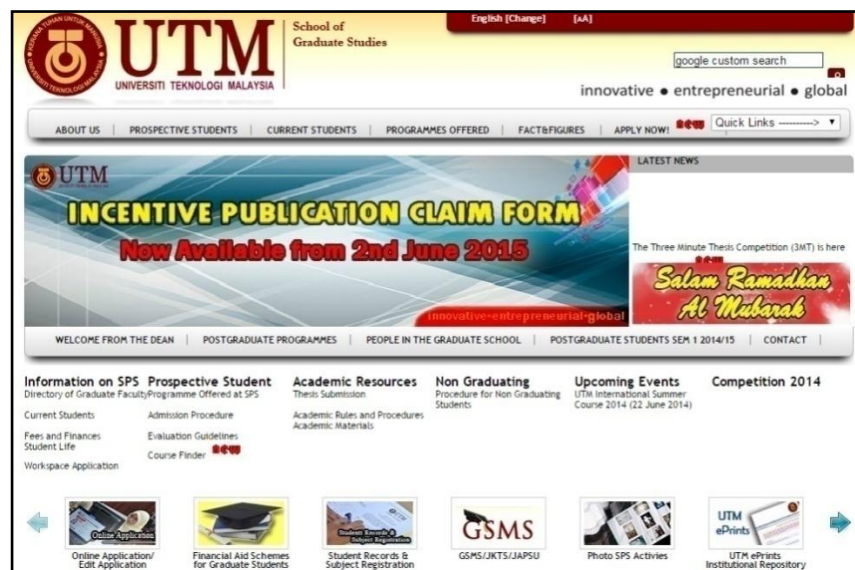 English [Change] [AA]
UTM
UNIVERSITI TEKNOLOGI MALAYSIA
School of
Graduate Studies
google custom search
innovative • entrepreneurial • global
ABOUT US | PROSPECTIVE STUDENTS | CURRENT STUDENTS | PROGRAMMES OFFERED | FACT&FIGURES | APPLY NOW! new Quick Links ---------->
UTM
INCENTIVE PUBLICATION CLAIM FORM
Now Available from 2nd June 2015
innovative-entrepreneurial-global
LATEST NEWS
The Three Minute Thesis Competition (3MT) is here
new
Salam Ramadhan
Al Mubarak
WELCOME FROM THE DEAN | POSTGRADUATE PROGRAMMES | PEOPLE IN THE GRADUATE SCHOOL | POSTGRADUATE STUDENTS SEM 1 2014/15 | CONTACT |
Information on SPS
Directory of Graduate Faculty
Current Students
Fees and Finances
Student Life
Workspace Application
Prospective Student
Programme Offered at SPS
Admission Procedure
Evaluation Guidelines
Course Finder new
Academic Resources
Thesis Submission
Academic Rules and Procedures
Academic Materials
Non Graduating
Procedure for Non Graduating
Students
Upcoming Events
UTM International Summer
Course 2014 (22 June 2014)
Competition 2014
Online Application
Online Application/
Edit Application
Financial Aid Schemes
for Graduate Students
Student Records &
Subject Registration
Student Records &
Subject Registration
GSMS
GSMS/JKTS/JAPSU
Photo SPS Activies
UTM
ePrints
UTM ePrints
Institutional Repository